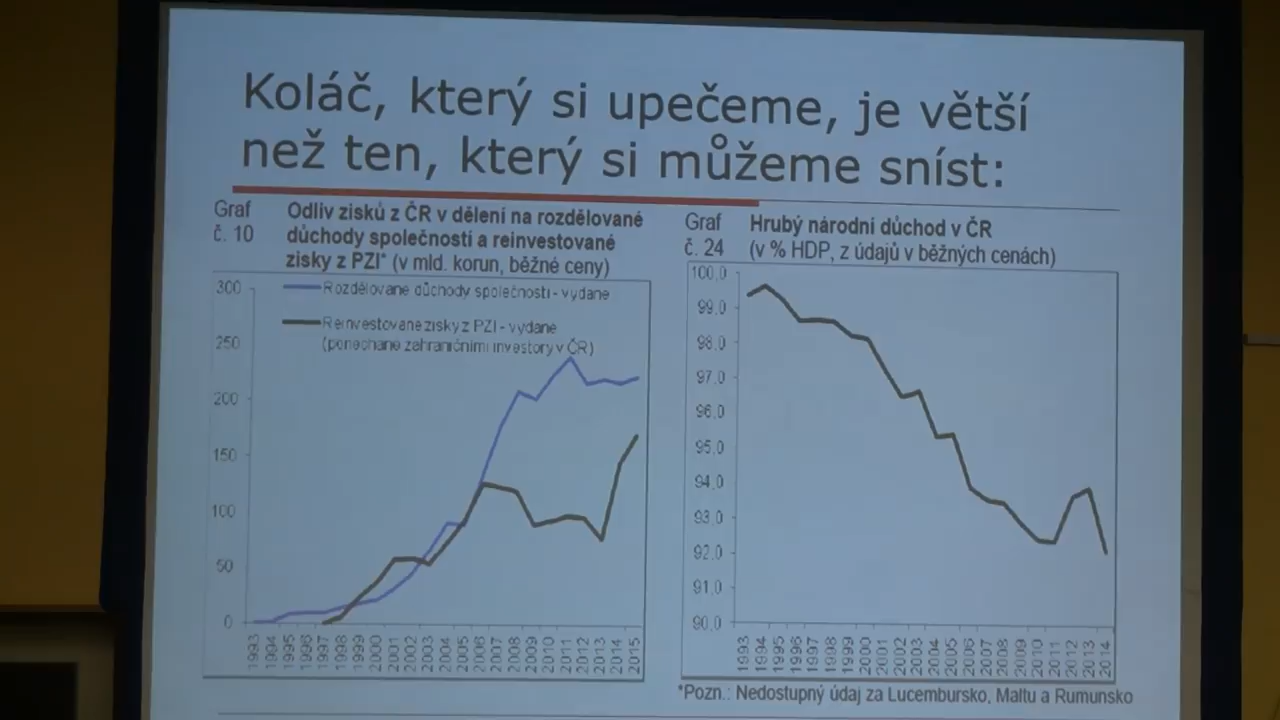 Koláč, který si upečeme, je větší
než ten, který si můžeme sníst:
Graf
č. 10
Odliv zisků z ČR v dělení na rozdělované
důchody společností a reinvestované
zisky z PZI* (v mld. korun, běžné ceny)
300
250
200
150
100
50
0
Rozdělované důchody společnosti - vydané
Reinvestované zisky z PZI - vydané
(ponechané zahraničními investory v ČR)
1993 1994 1995 1996 1997 1998 1999 2000 2001 2002 2003 2004 2005 2006 2007 2008 2009 2010 2011 2012 2013 2014 2015
Graf
č. 24
Hrubý národní důchod v ČR
(v % HDP, z údajů v běžných cenách)
100,0
99,0
98,0
97,0
96,0
95,0
94,0
93,0
92,0
91,0
90,0
1993 1994 1995 1996 1997 1998 1999 2000 2001 2002 2003 2004 2005 2006 2007 2008 2009 2010 2011 2012 2013 2014
*Pozn.: Nedostupný údaj za Lucembursko, Maltu a Rumunsko